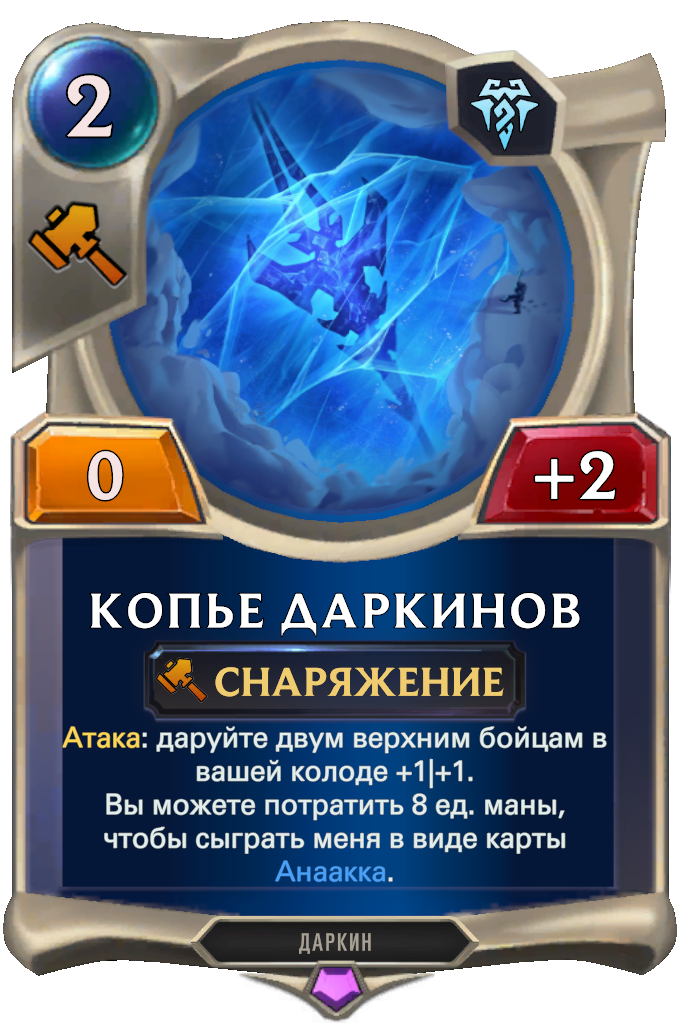 2
0
+2
КОПЬЕ ДАРКИНОВ
СНАРЯЖЕНИЕ
Атака: даруйте двум верхним бойцам в
вашей колоде +1|+1.
Вы можете потратить 8 ед. маны,
чтобы сыграть меня в виде карты
Анаакка.
ДАРКИН